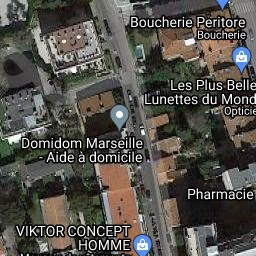 Boucherie Peritore
Boucherie
Les Plus Belle
Lunettes du Mond
Opticie
Domidom Marseille
- Aide à domicile
Pharmacie
VIKTOR CONCEPT
HOMME